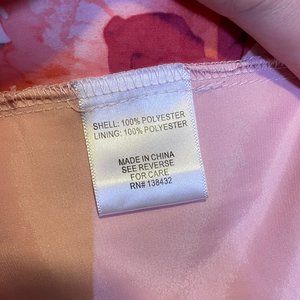 SHELL: 100% POLYESTER
LINING: 100% POLYESTER
MADE IN CHINA
SEE REVERSE
FOR CARE
RN# 138432